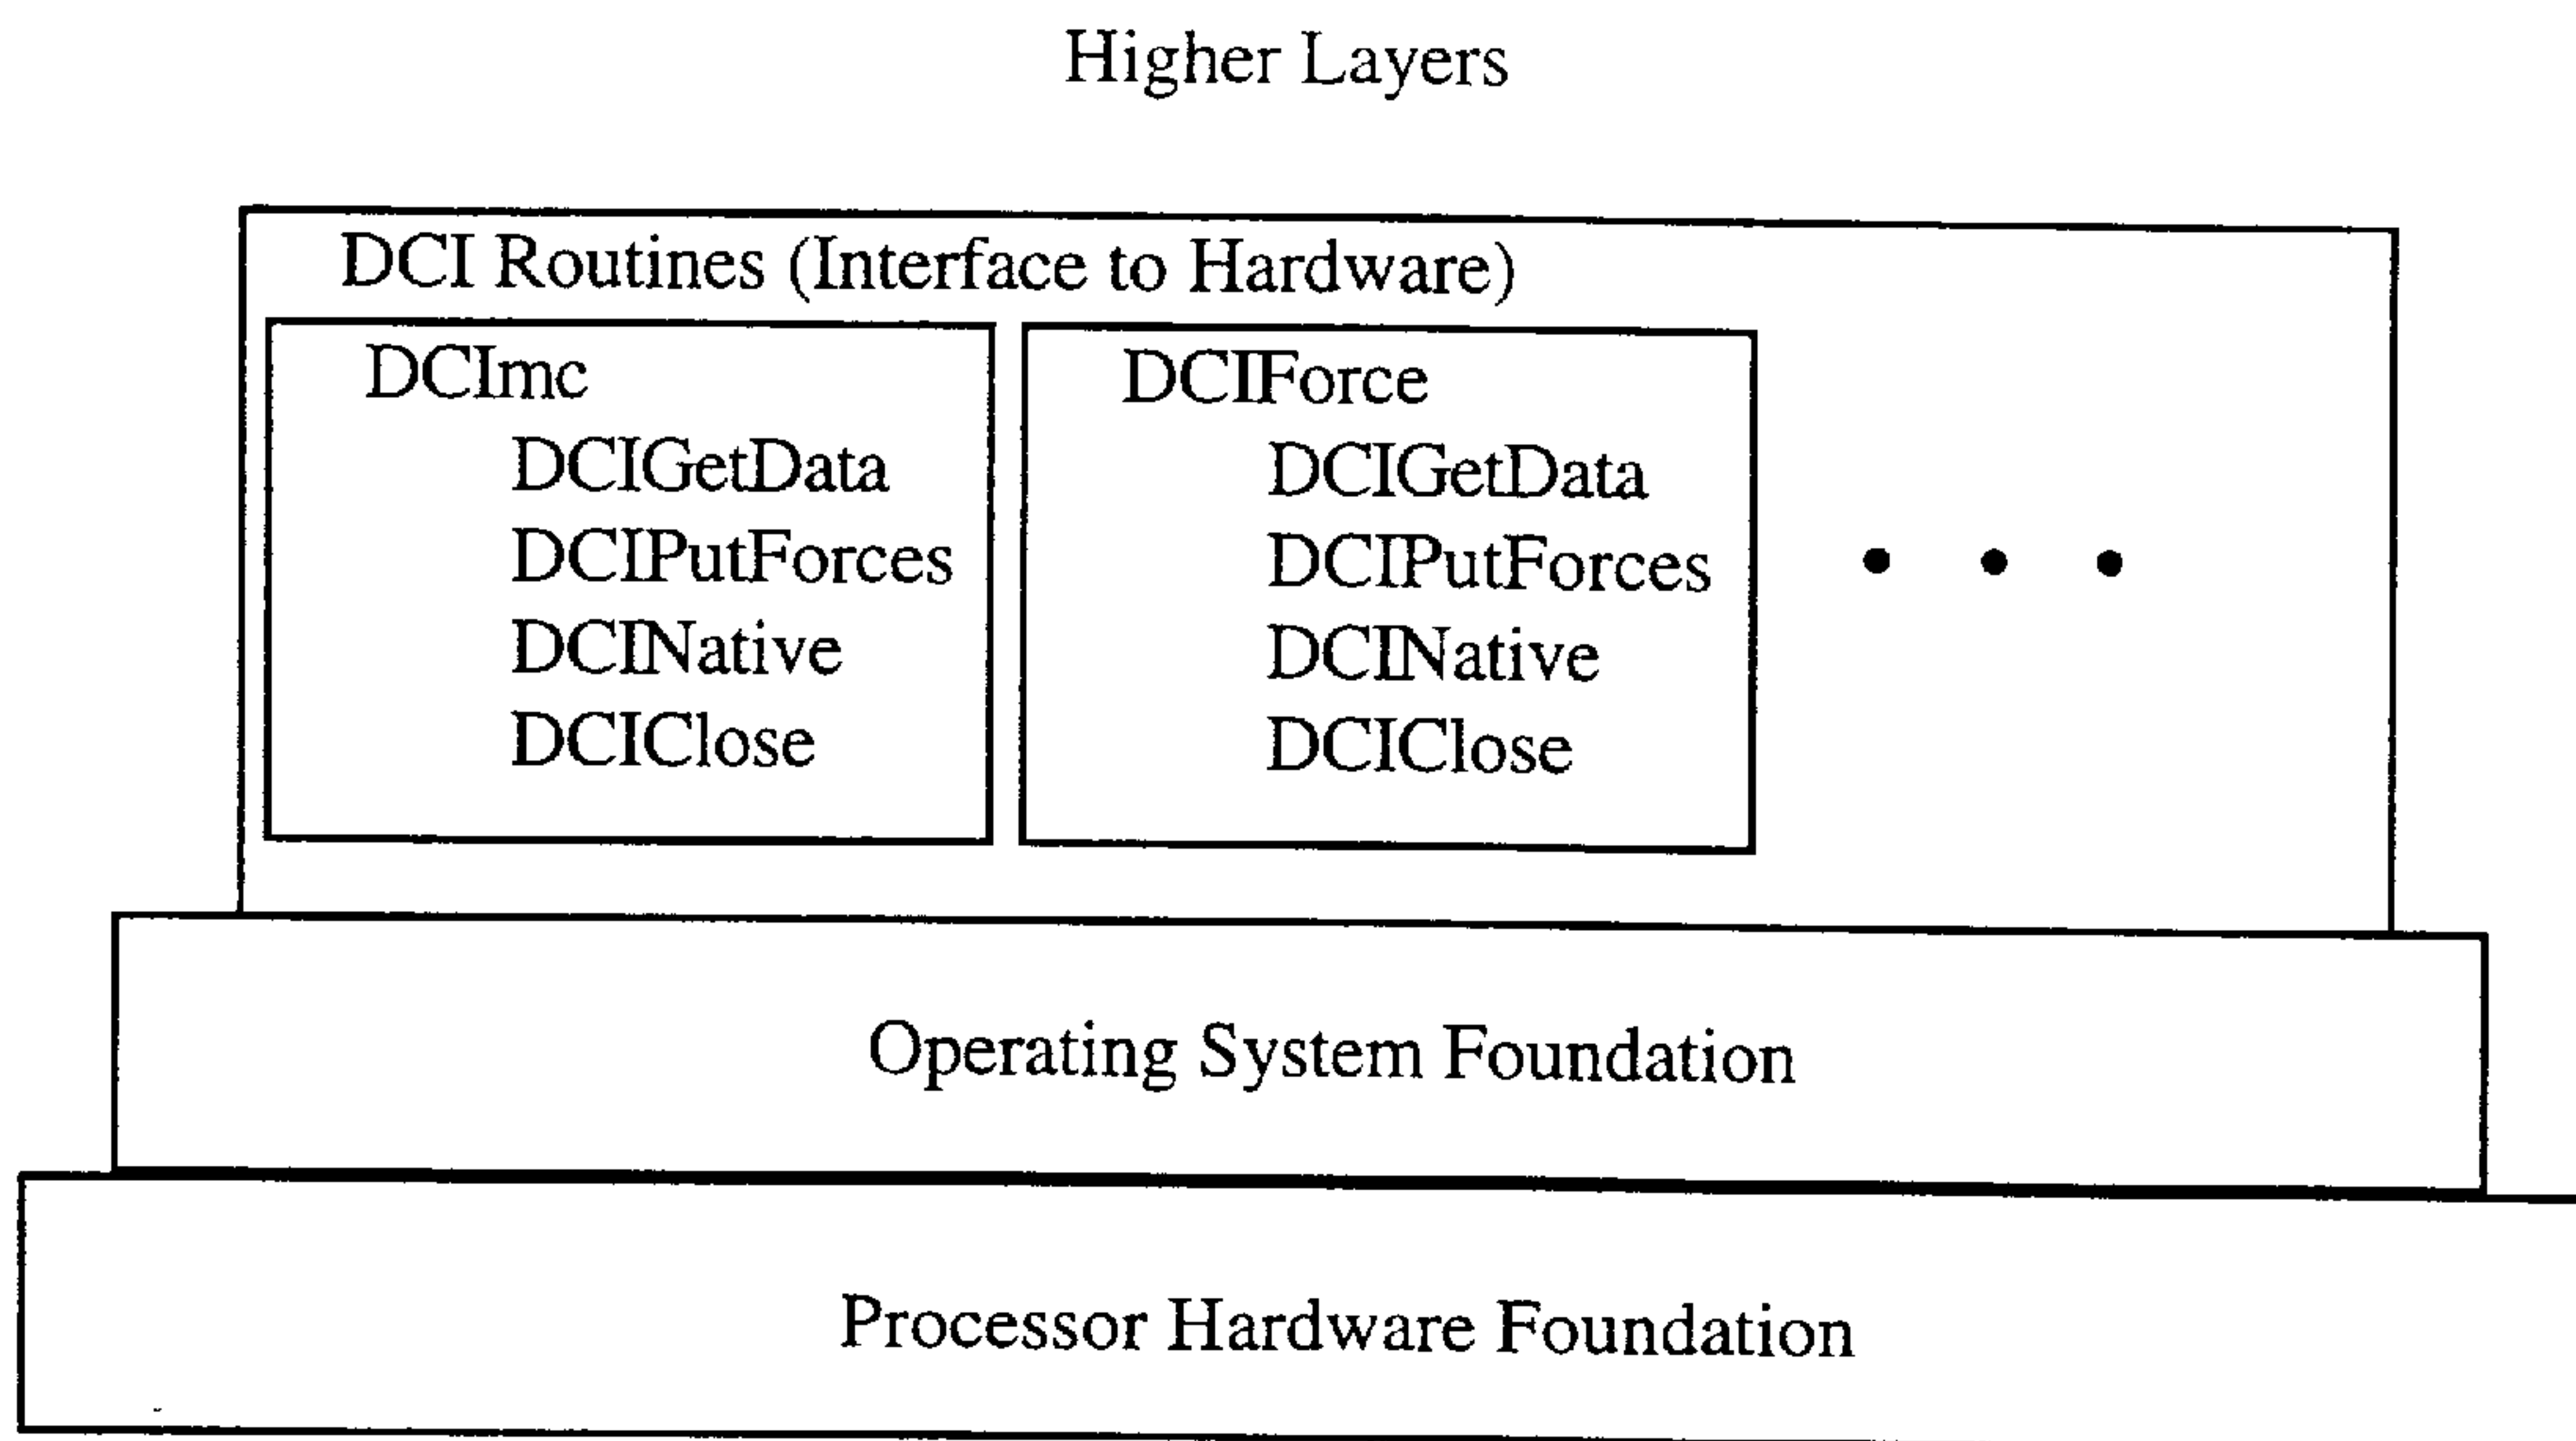 Higher Layers
DCI Routines (Interface to Hardware)
DCImc
DCIGetData
DCIPutForces
DCINative
DCIClose
DCIForce
DCIGetData
DCIPutForces
DCINative
DCIClose
Operating System Foundation
Processor Hardware Foundation